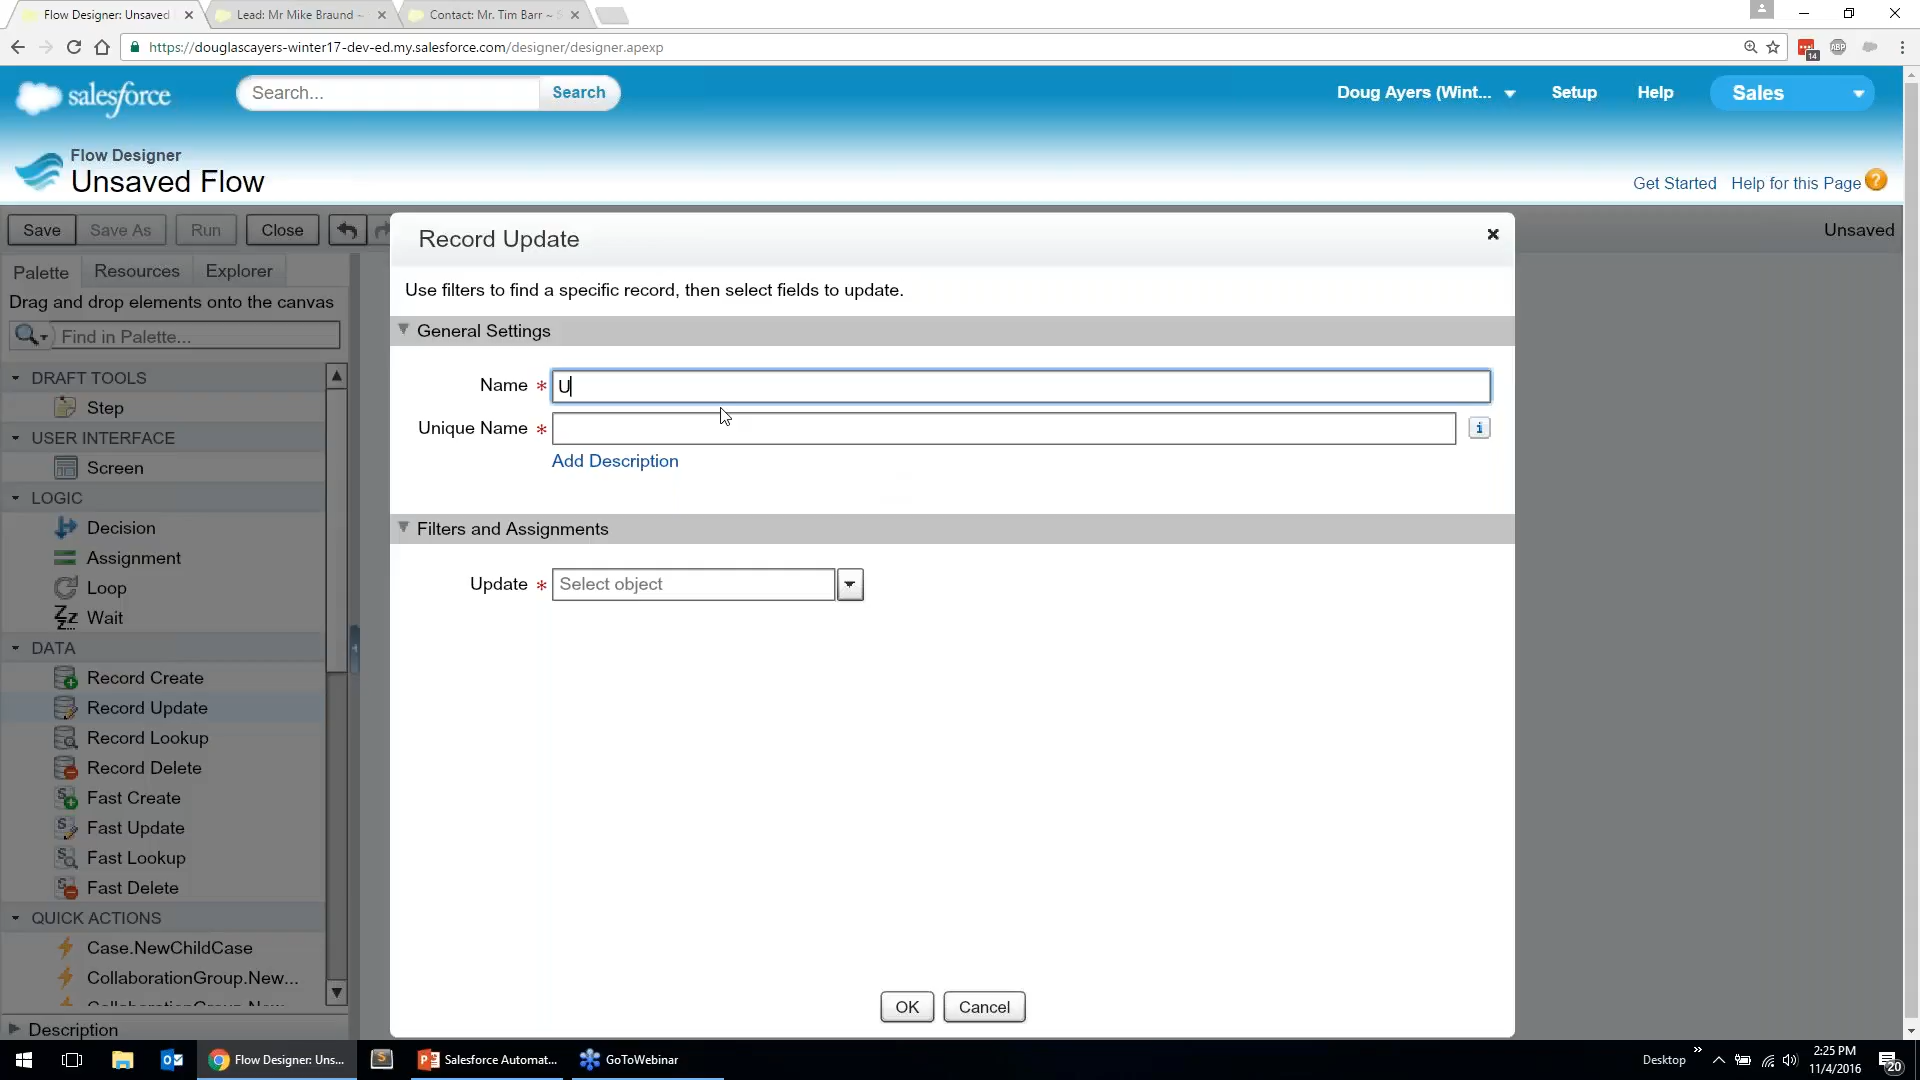 Flow Designer: Unsaved
Lead: Mr Mike Braund ~
Contact: Mr. Tim Barr ~ S
https://douglascayers-winter17-dev-ed.my.salesforce.com/designer/designer.apexp
14
ABP
salesforce
Search...
Search
Doug Ayers (Wint...
Setup
Help
Sales
Flow Designer
Unsaved Flow
Get Started
Help for this Page
?
Save
Save As
Run
Close
Unsaved
Palette
Resources
Explorer
Drag and drop elements onto the canvas
Find in Palette...
DRAFT TOOLS
Step
USER INTERFACE
Screen
LOGIC
Decision
Assignment
Loop
Wait
DATA
Record Create
Record Update
Record Lookup
Record Delete
Fast Create
Fast Update
Fast Lookup
Fast Delete
QUICK ACTIONS
Case.NewChildCase
CollaborationGroup.New...
CollaborationGroup.New...
Description
Record Update
Use filters to find a specific record, then select fields to update.
General Settings
Name * U
Unique Name *
i
Add Description
Filters and Assignments
Update * Select object
OK
Cancel
Flow Designer: Uns...
Salesforce Automat...
GoToWebinar
Desktop
2:25 PM
11/4/2016
20